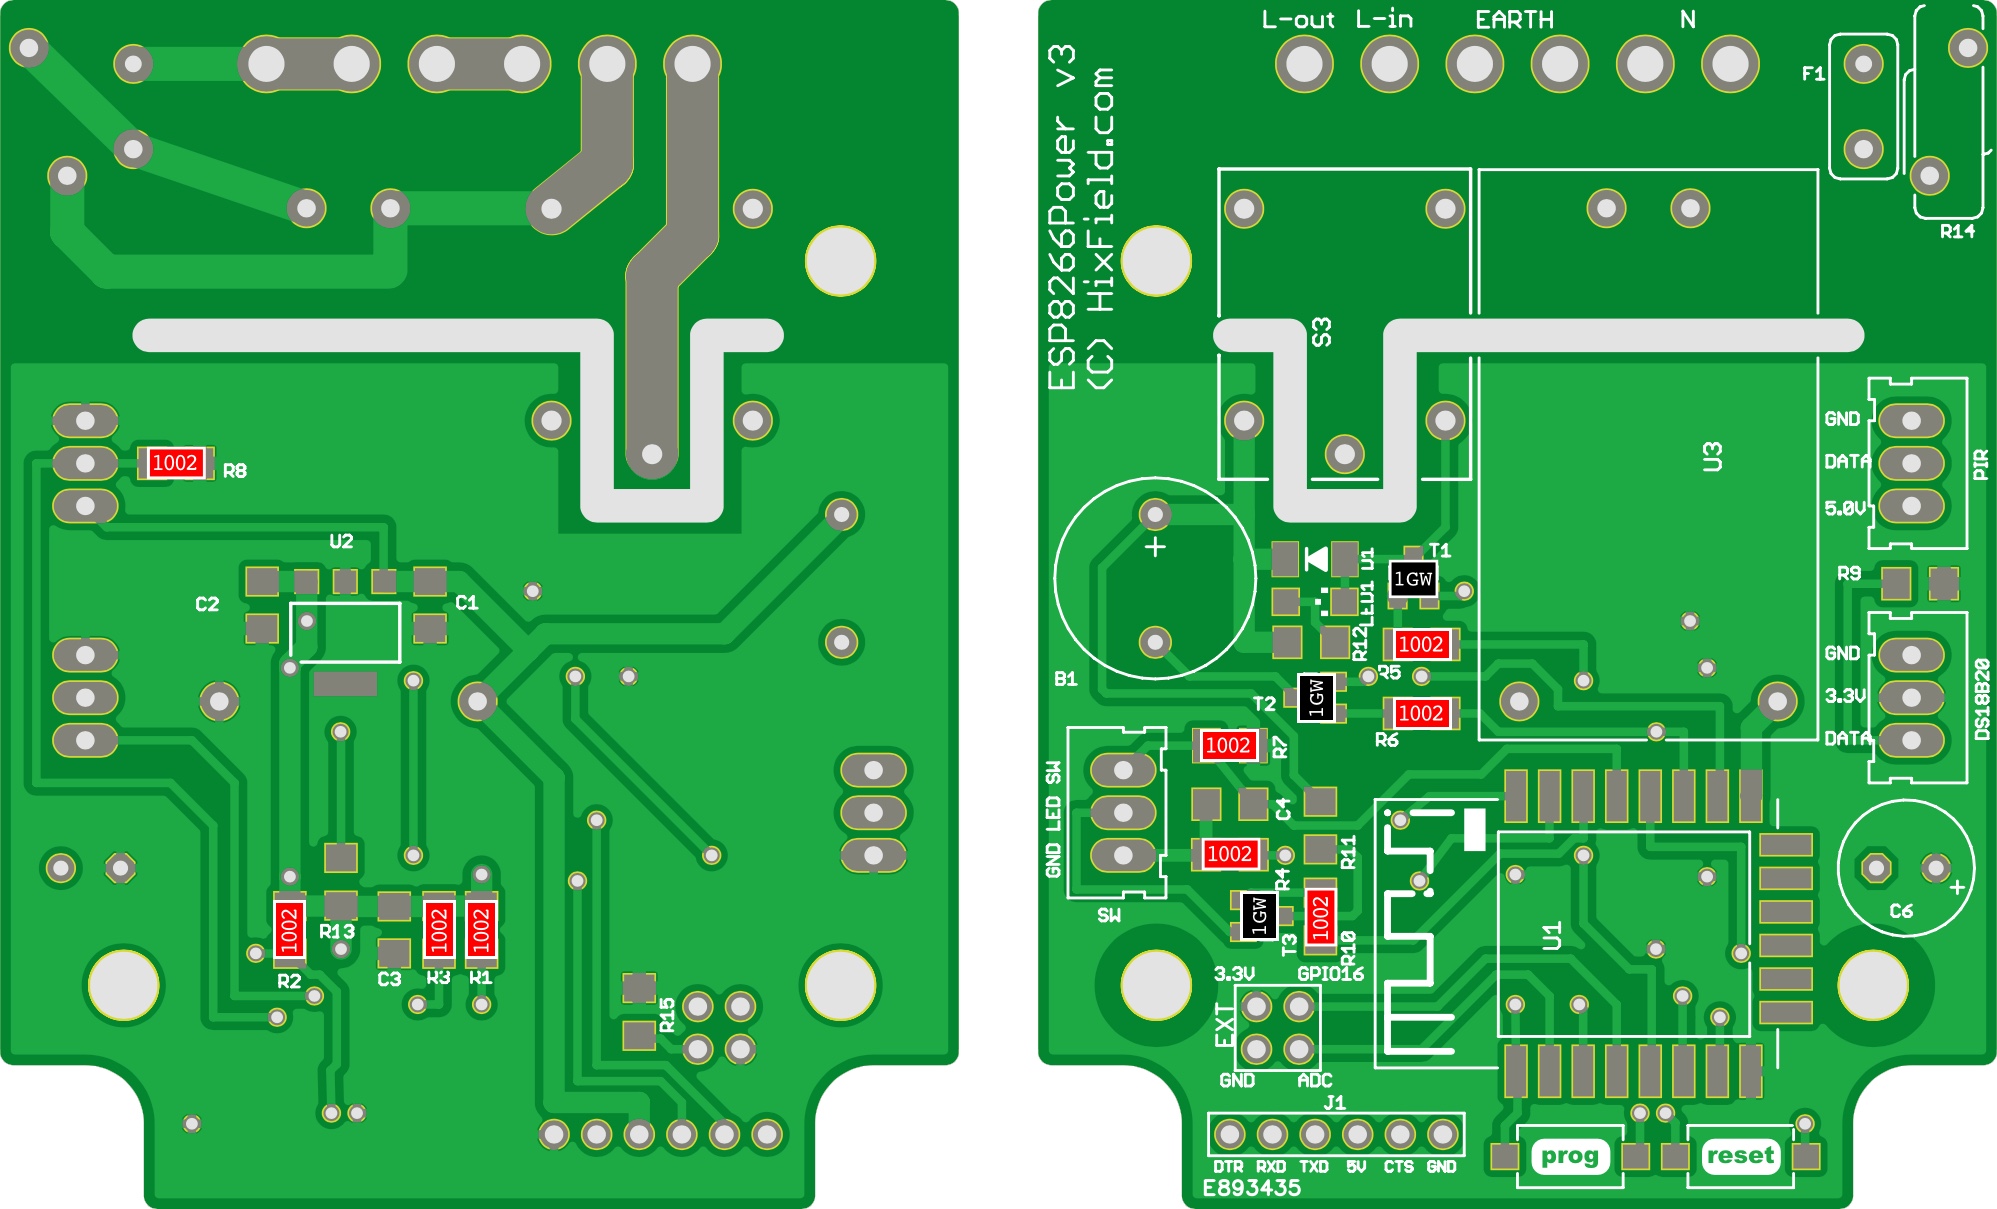 1002
R8
U2
C2
C1
1002
1002
1002
R13
R2
C3
R3
R1
R15
L-out L-in EARTH N
ESP8266Power v3
(C) HixField.com
F1
R14
S3
U3
GND
DATA
5.0V
PIR
R9
GND
3.3V
DATA
DS18B20
+
B1
D1
T1
1GW
LED1
R12
1002
R5
T2
1GW
1002
R6
1002
R7
GND LED SW
SW
C4
1002
R4
R11
1GW
T3
1002
R10
U1
+
C6
3.3V GPIO16
EXT
GND ADC
J1
DTR RXD TXD 5V CTS GND
E893435
prog
reset